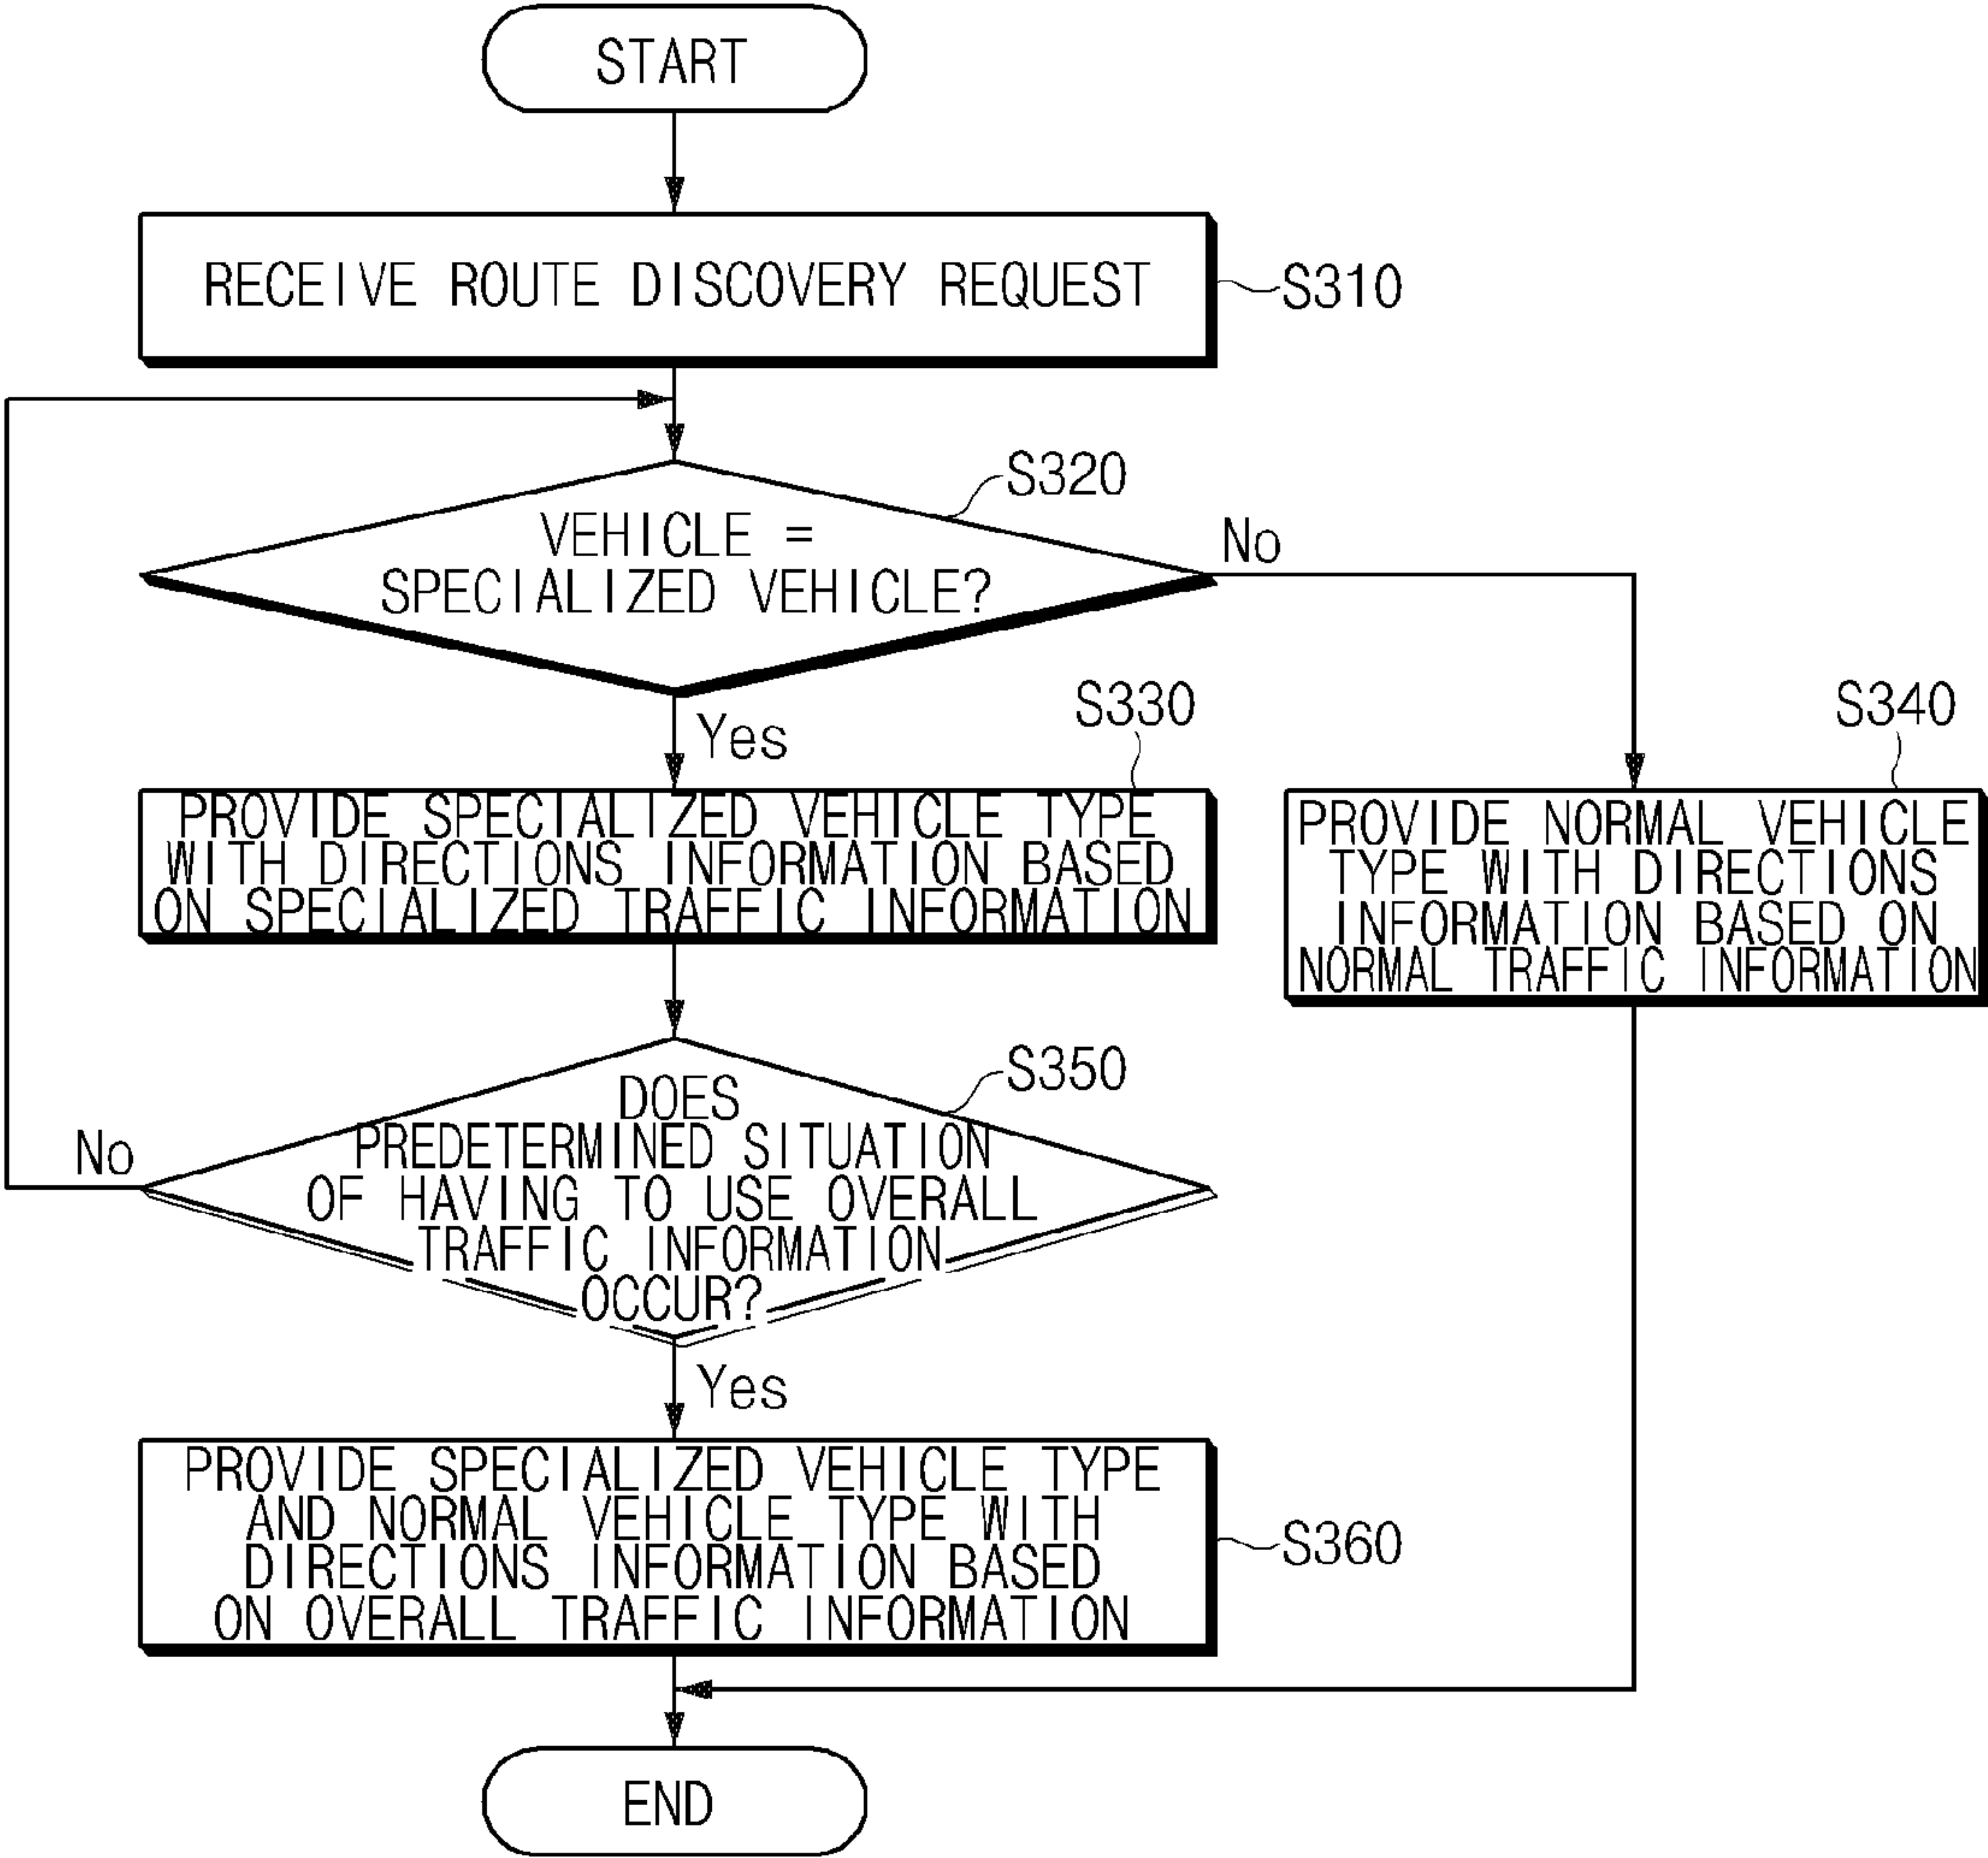 START
RECEIVE ROUTE DISCOVERY REQUEST
S310
S320
VEHICLE =
SPECIALIZED VEHICLE?
No
Yes
S330
PROVIDE SPECIALIZED VEHICLE TYPE
WITH DIRECTIONS INFORMATION BASED
ON SPECIALIZED TRAFFIC INFORMATION
S340
PROVIDE NORMAL VEHICLE
TYPE WITH DIRECTIONS
INFORMATION BASED ON
NORMAL TRAFFIC INFORMATION
S350
DOES
PREDETERMINED SITUATION
OF HAVING TO USE OVERALL
TRAFFIC INFORMATION
OCCUR?
No
Yes
PROVIDE SPECIALIZED VEHICLE TYPE
AND NORMAL VEHICLE TYPE WITH
DIRECTIONS INFORMATION BASED
ON OVERALL TRAFFIC INFORMATION
S360
END